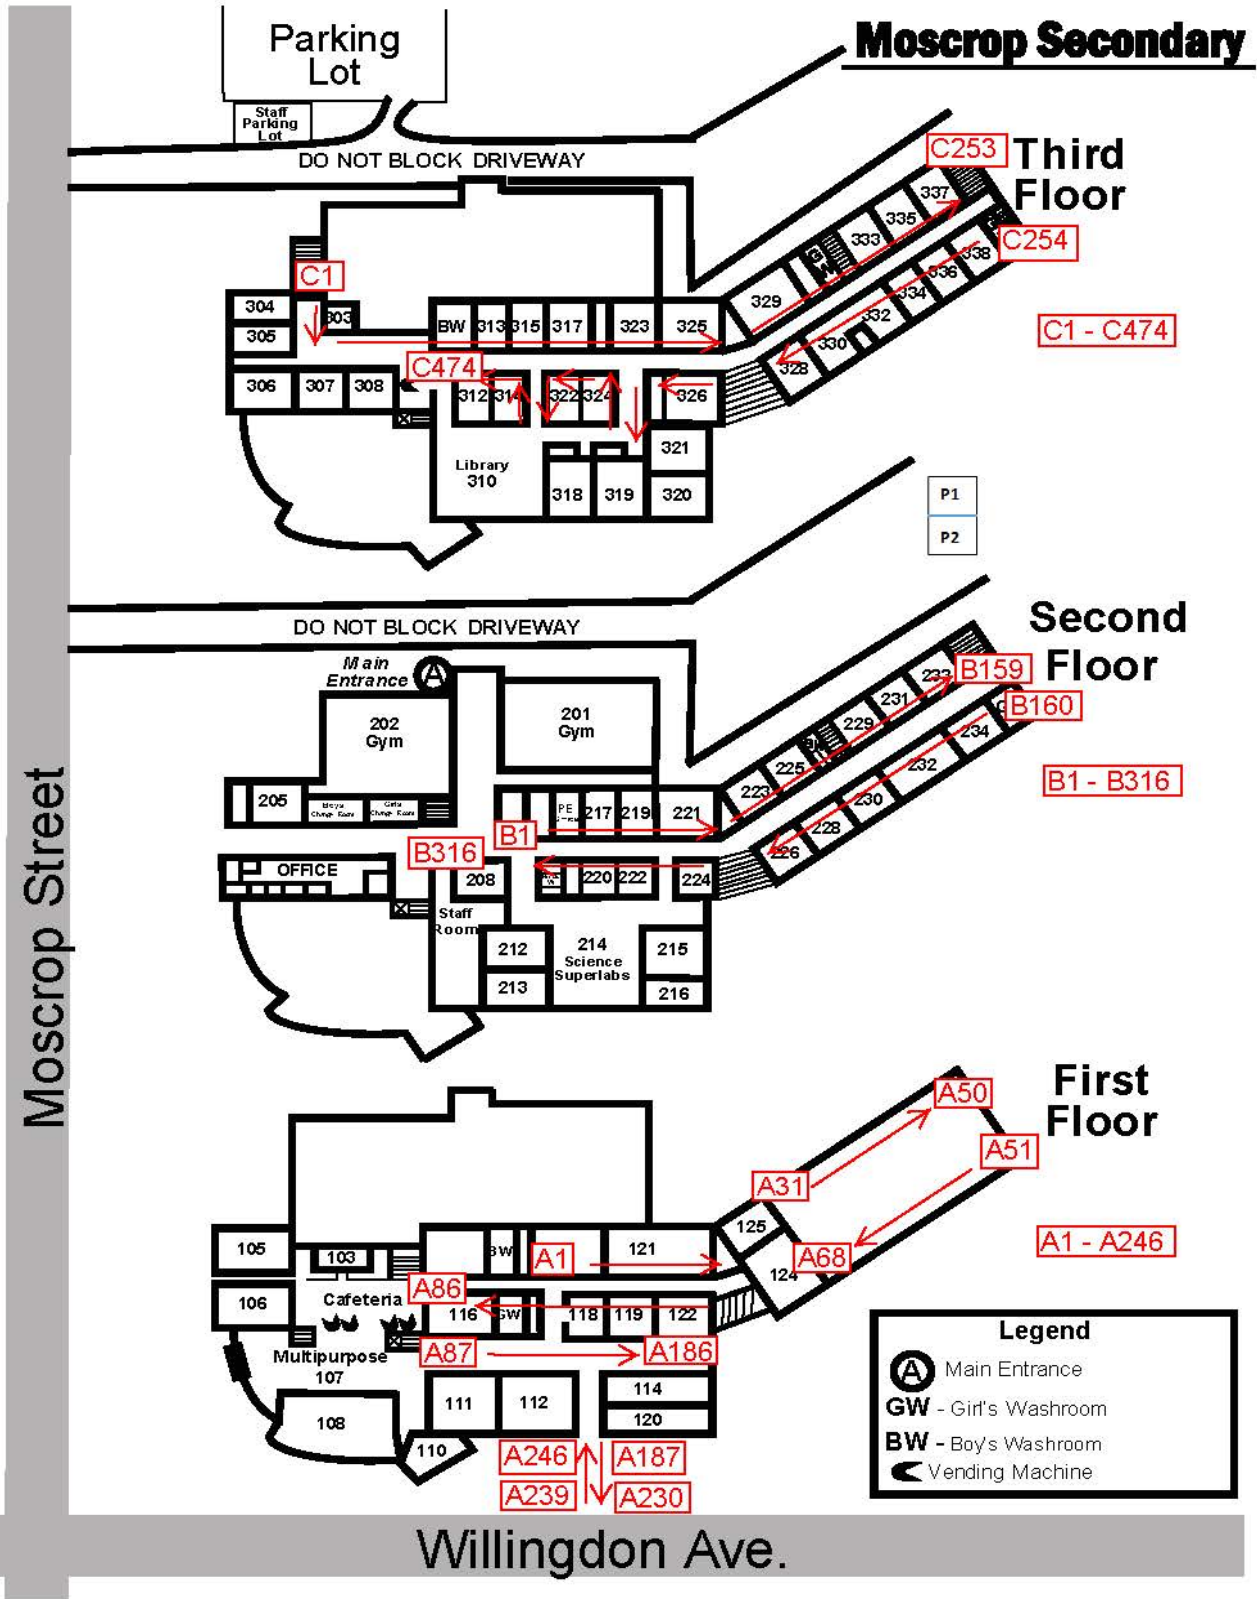 Moscrop Secondary
Parking
Lot
Staff
Parking
Lot
DO NOT BLOCK DRIVEWAY
Third
Floor
C253
C254
C1 - C474
C1
337
335
333
GW
329
338
336
334
332
330
328
304
305
303
BW 313 315 317 323 325
C474
306 307 308
312 314 322 324 326
321
Library
310
318 319 320
P1
P2
Second
Floor
DO NOT BLOCK DRIVEWAY
Main
Entrance
A
B159
B160
B1 - B316
233
231
229
225
223
234
232
230
228
226
202
Gym
201
Gym
205
Boys
Change Room
Girls
Change Room
PE
217 219 221
B1
B316
OFFICE
208
220 222 224
Staff
Room
212
213
214
Science
Superlabs
215
216
Moscrop Street
First
Floor
A50
A51
A31
A68
A1 - A246
125
124
105
103
BW
A1
121
A86
106
Cafeteria
116 GW 118 119 122
A87
A186
Multipurpose
107
108
110
111
112
114
120
A246
A187
A239
A230
Legend
A Main Entrance
GW - Girl's Washroom
BW - Boy's Washroom
Vending Machine
Willingdon Ave.